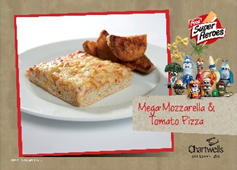 Super
Heroes
Mega Mozzarella &
Tomato Pizza
Chartwells